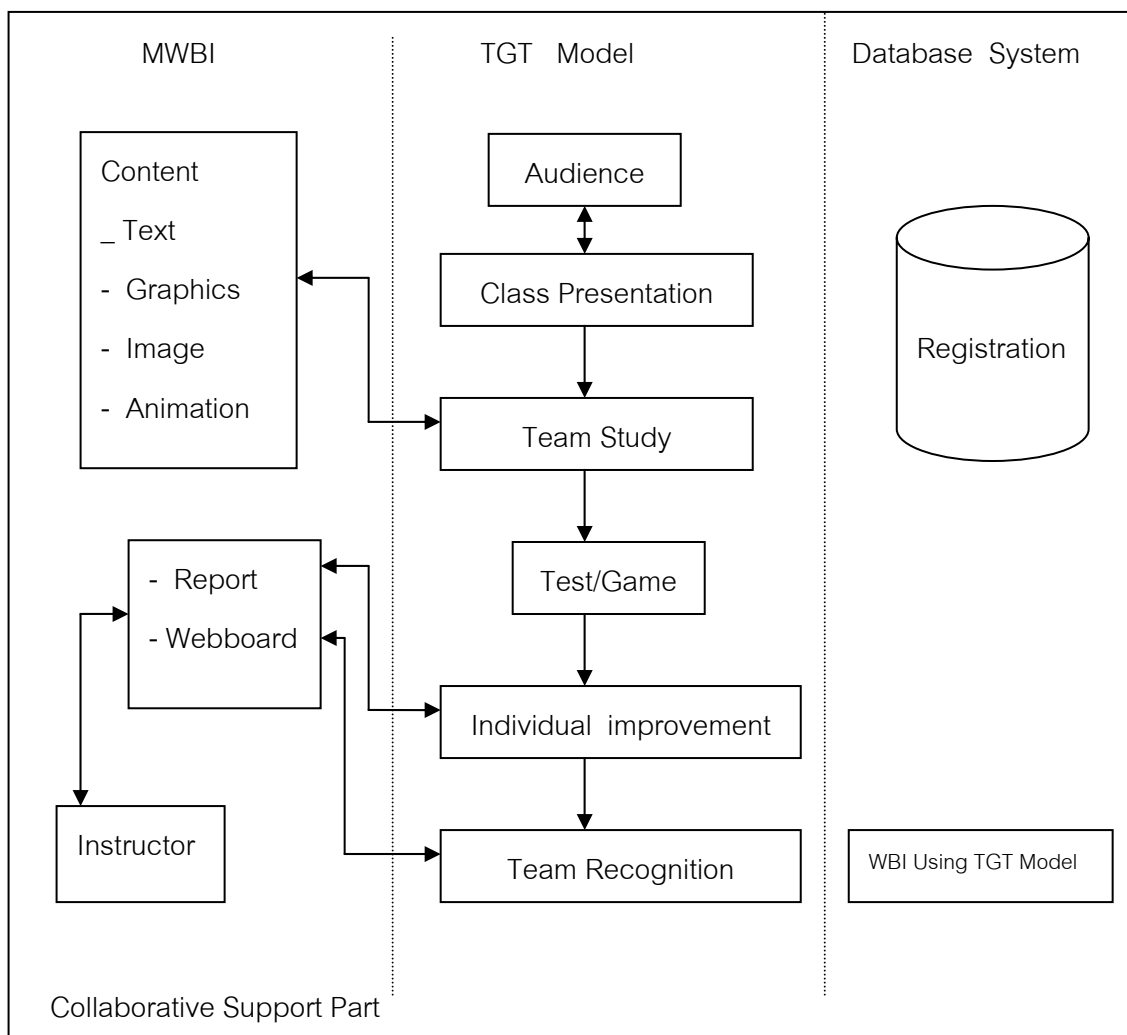 MWBI
Content
_ Text
- Graphics
- Image
- Animation
- Report
- Webboard
Instructor
Collaborative Support Part
TGT Model
Audience
Class Presentation
Team Study
Test/Game
Individual improvement
Team Recognition
Database System
Registration
WBI Using TGT Model